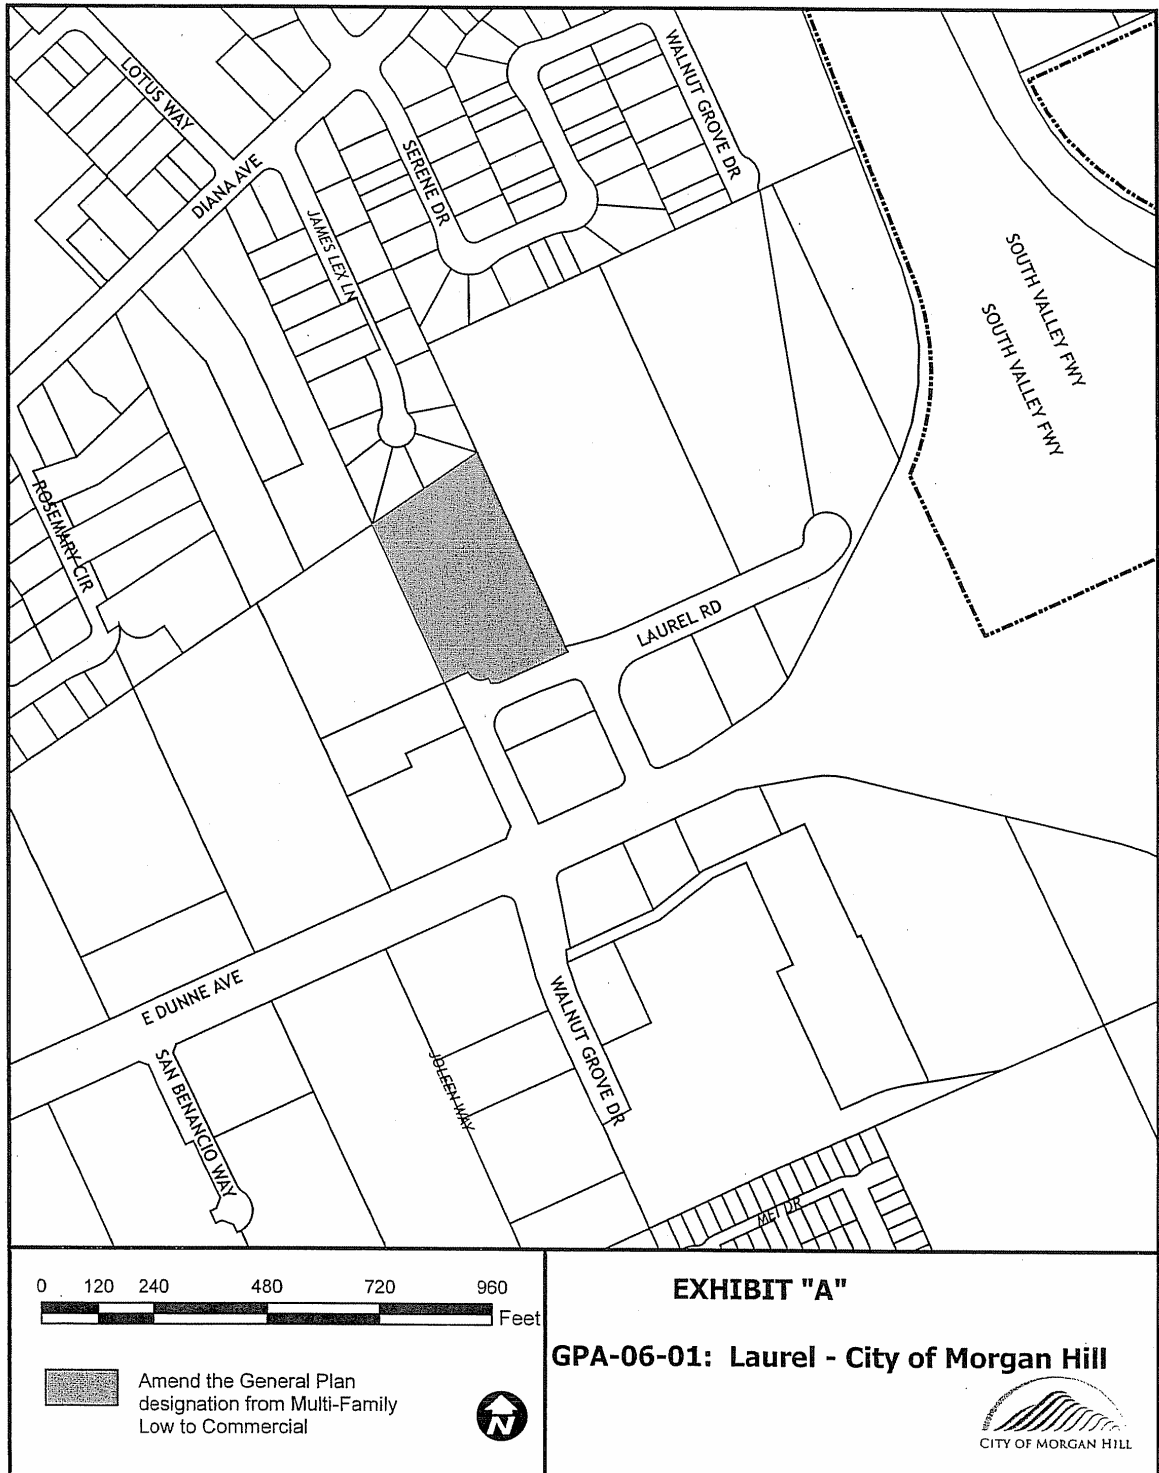 LOTUS WAY
DIANA AVE
SERENE DR
WALNUT GROVE DR
JAMES LEX LN
SOUTH VALLEY FWY
SOUTH VALLEY FWY
ROSEMARY CIR
LAUREL RD
E DUNNE AVE
SAN BENANCIO WAY
JOLEEN WAY
WALNUT GROVE DR
MEI DR
0 120 240 480 720 960
Feet
Amend the General Plan
designation from Multi-Family
Low to Commercial
N
EXHIBIT "A"
GPA-06-01: Laurel - City of Morgan Hill
CITY OF MORGAN HILL